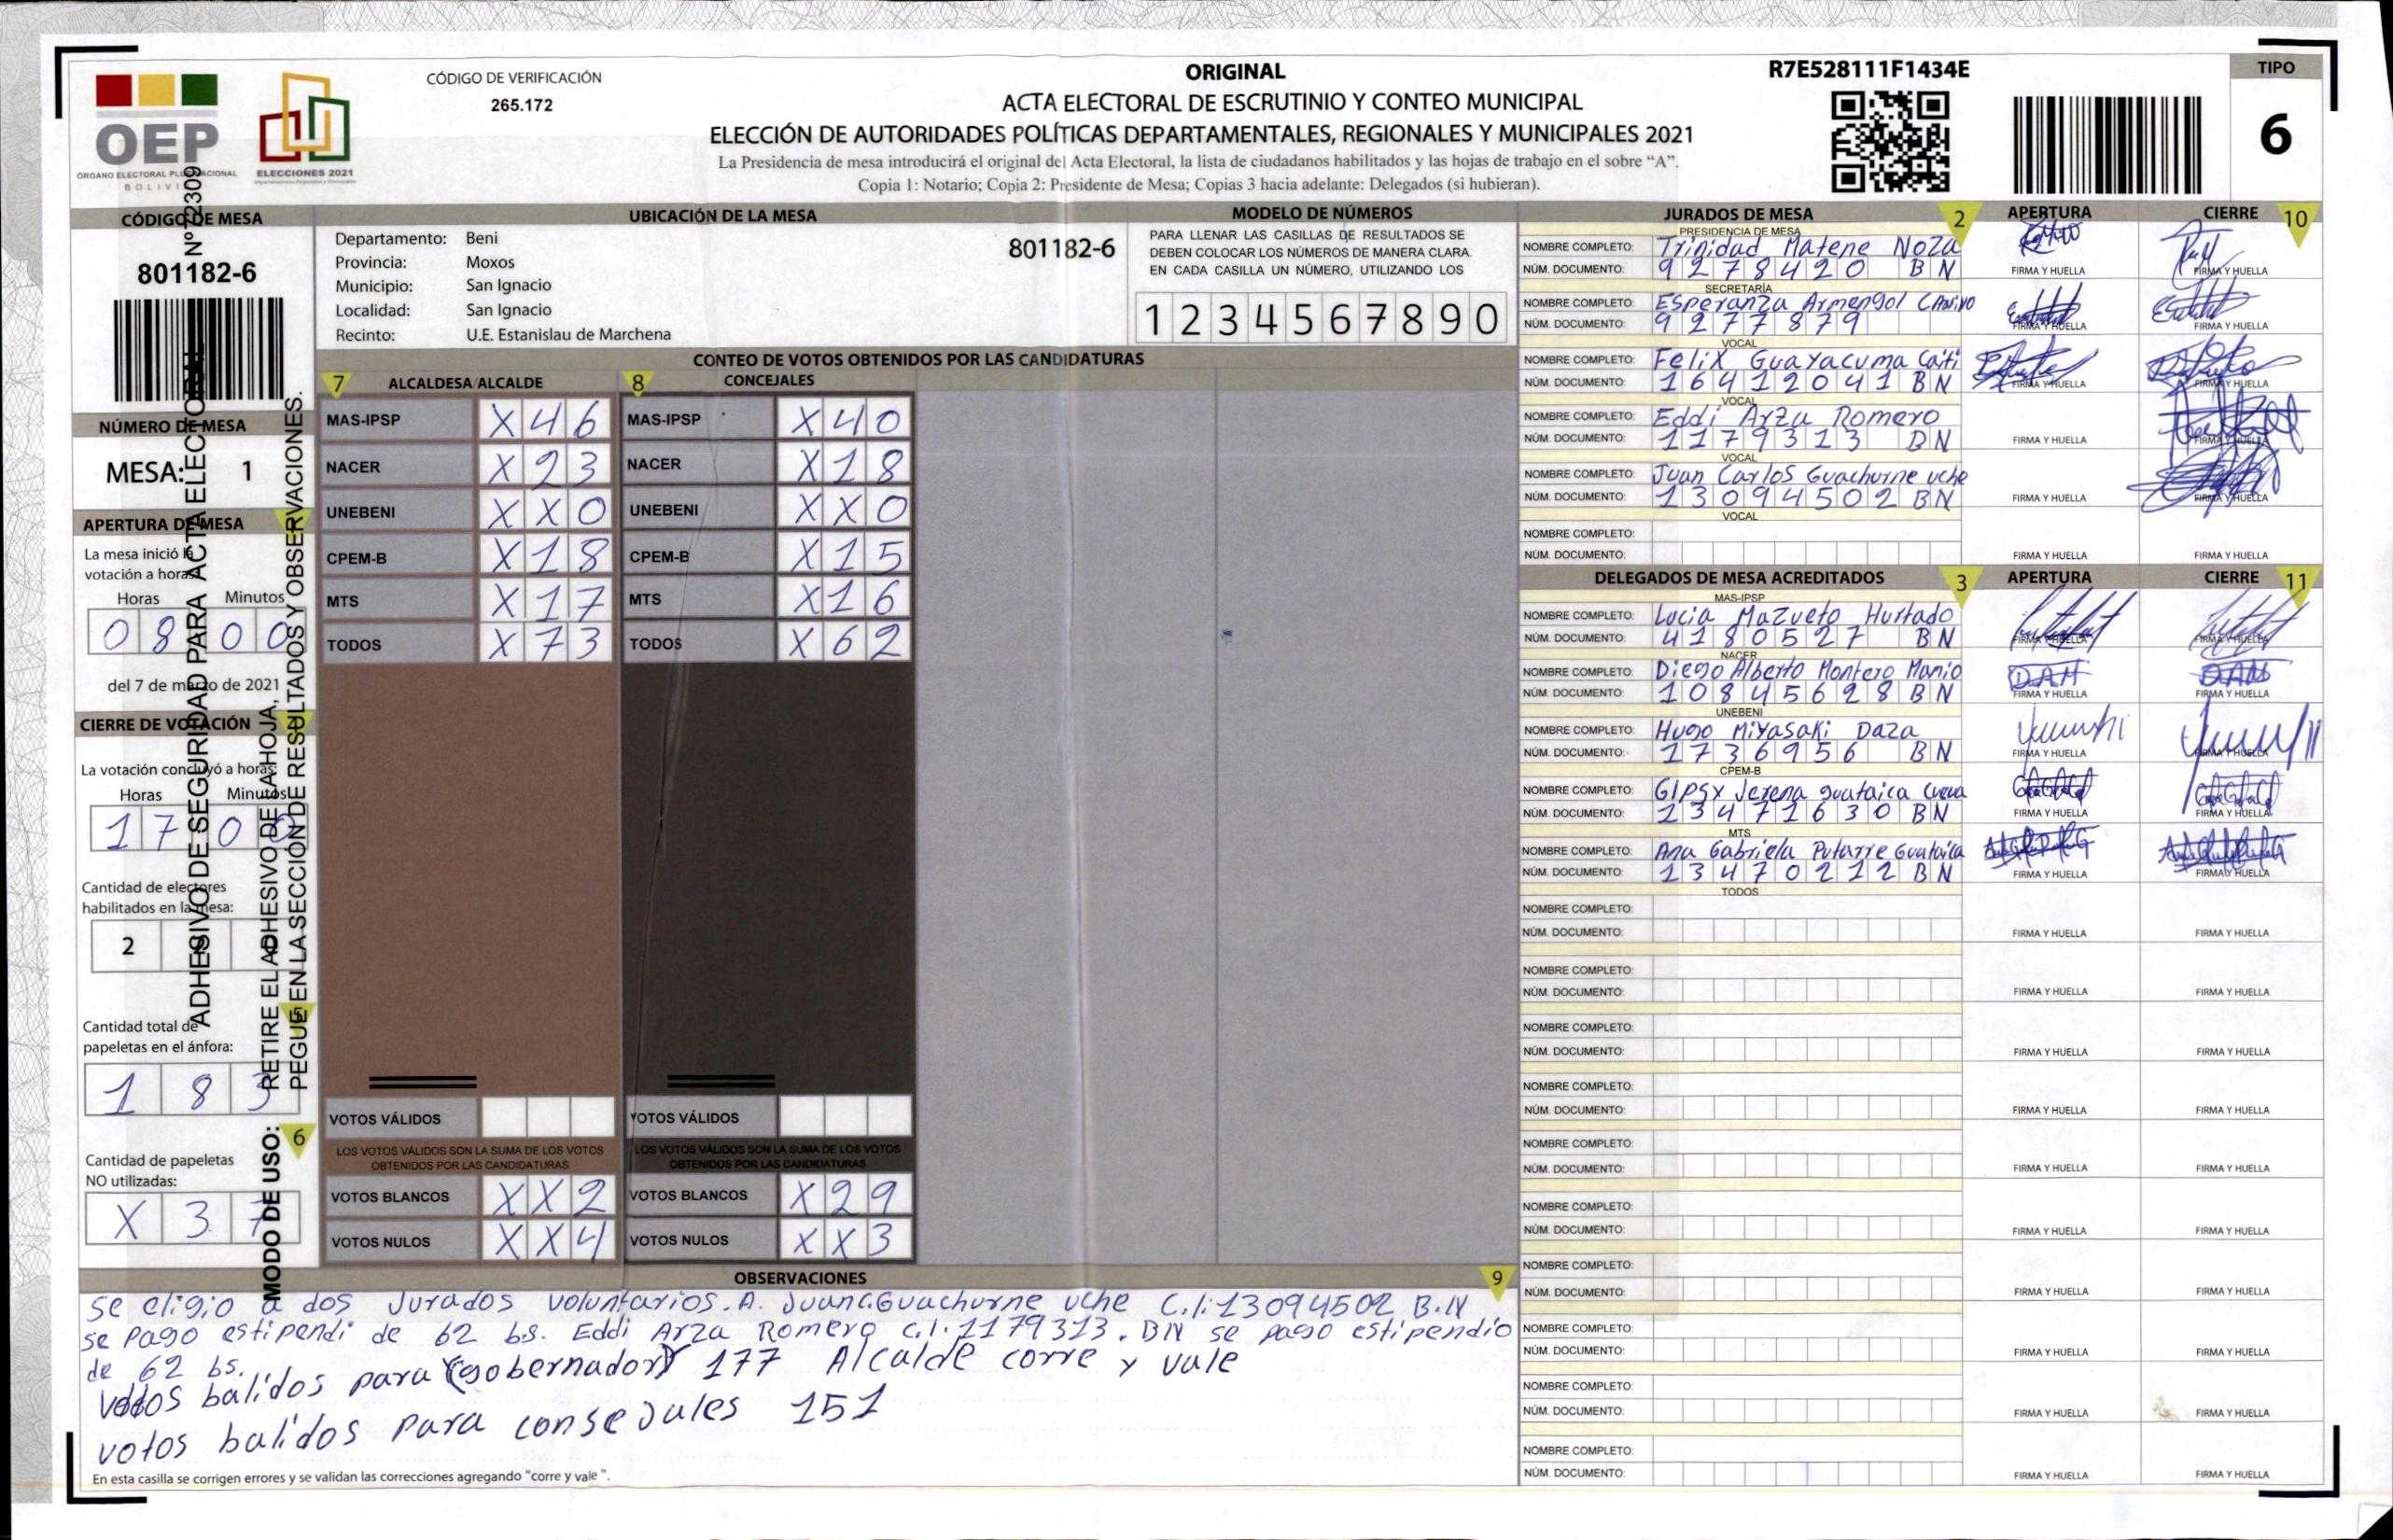 CÓDIGO DE VERIFICACIÓN
265.172
ORIGINAL
ACTA ELECTORAL DE ESCRUTINIO Y CONTEO MUNICIPAL
ELECCIÓN DE AUTORIDADES POLÍTICAS DEPARTAMENTALES, REGIONALES Y MUNICIPALES 2021
La Presidencia de mesa introducirá el original del Acta Electoral, la lista de ciudadanos habilitados y las hojas de trabajo en el sobre "A".
Copia 1: Notario; Copia 2: Presidente de Mesa; Copias 3 hacia adelante: Delegados (si hubieran).
R7E528111F1434E
TIPO
6
OEP
ÓRGANO ELECTORAL PLURINACIONAL
BOLIVIA
ELECCIONES 2021
Nº 72309
ADHESIVO DE SEGURIDAD PARA ACTA ELECTORAL
MODO DE USO: RETIRE EL ADHESIVO DE LA HOJA,
PEGUE EN LA SECCIÓN DE RESULTADOS Y OBSERVACIONES.
CÓDIGO DE MESA
801182-6
NÚMERO DE MESA
MESA: 1
APERTURA DE MESA
La mesa inició la
votación a horas
Horas Minutos
0 8 0 0
del 7 de marzo de 2021
CIERRE DE VOTACIÓN
La votación concluyó a horas:
Horas Minutos
1 7 0 0
Cantidad de electores
habilitados en la mesa:
2
5
Cantidad total de
papeletas en el ánfora:
1 8 3
6
Cantidad de papeletas
NO utilizadas:
X 3 7
UBICACIÓN DE LA MESA
Departamento: Beni
Provincia: Moxos
Municipio: San Ignacio
Localidad: San Ignacio
Recinto: U.E. Estanislau de Marchena
801182-6
MODELO DE NÚMEROS
PARA LLENAR LAS CASILLAS DE RESULTADOS SE
DEBEN COLOCAR LOS NÚMEROS DE MANERA CLARA.
EN CADA CASILLA UN NÚMERO, UTILIZANDO LOS
1 2 3 4 5 6 7 8 9 0
CONTEO DE VOTOS OBTENIDOS POR LAS CANDIDATURAS
7 ALCALDESA/ALCALDE
MAS-IPSP X 4 6
NACER X 2 3
UNEBENI X X 0
CPEM-B X 1 8
MTS X 1 7
TODOS X 7 3
VOTOS VÁLIDOS
LOS VOTOS VÁLIDOS SON LA SUMA DE LOS VOTOS
OBTENIDOS POR LAS CANDIDATURAS
VOTOS BLANCOS X X 2
VOTOS NULOS X X 4
8 CONCEJALES
MAS-IPSP X 4 0
NACER X 1 8
UNEBENI X X 0
CPEM-B X 1 5
MTS X 1 6
TODOS X 6 2
VOTOS VÁLIDOS
LOS VOTOS VÁLIDOS SON LA SUMA DE LOS VOTOS
OBTENIDOS POR LAS CANDIDATURAS
VOTOS BLANCOS X 2 9
VOTOS NULOS X X 3
OBSERVACIONES 9
se eligio a dos Jurados voluntarios. A. Juan C. Guachurne uche C.I: 13094502 B.N
se pago estipendi de 62 bs. Eddi Arza Romero C.I. 1179313. BN se pago estipendio
de 62 bs.
votos balidos para (gobernador) 177 Alcalde corre y vale
votos balidos para consejales 151
En esta casilla se corrigen errores y se validan las correcciones agregando "corre y vale ".
JURADOS DE MESA 2 APERTURA CIERRE 10
PRESIDENCIA DE MESA
NOMBRE COMPLETO: Trinidad Matene Noza
NÚM. DOCUMENTO: 9278420 BN FIRMA Y HUELLA FIRMA Y HUELLA
SECRETARÍA
NOMBRE COMPLETO: Esperanza Armengol
NÚM. DOCUMENTO: 9277879 FIRMA Y HUELLA FIRMA Y HUELLA
VOCAL
NOMBRE COMPLETO: Felix Guayacuma Caiti
NÚM. DOCUMENTO: 16412041 BN FIRMA Y HUELLA FIRMA Y HUELLA
VOCAL
NOMBRE COMPLETO: Eddi Arza Romero
NÚM. DOCUMENTO: 1179313 BN FIRMA Y HUELLA FIRMA Y HUELLA
VOCAL
NOMBRE COMPLETO: Juan Carlos Guachurne uche
NÚM. DOCUMENTO: 13094502 BN FIRMA Y HUELLA FIRMA Y HUELLA
VOCAL
NOMBRE COMPLETO:
NÚM. DOCUMENTO: FIRMA Y HUELLA FIRMA Y HUELLA
DELEGADOS DE MESA ACREDITADOS 3 APERTURA CIERRE 11
MAS-IPSP
NOMBRE COMPLETO: Lucia Mazueto Hurtado
NÚM. DOCUMENTO: 4180527 BN FIRMA Y HUELLA FIRMA Y HUELLA
NACER
NOMBRE COMPLETO: Diego Alberto Montero Manio
NÚM. DOCUMENTO: 10845628 BN FIRMA Y HUELLA FIRMA Y HUELLA
UNEBENI
NOMBRE COMPLETO: Hugo Miyasaki Daza
NÚM. DOCUMENTO: 1736956 BN FIRMA Y HUELLA FIRMA Y HUELLA
CPEM-B
NOMBRE COMPLETO: Gipsy Jerena guataica cueva
NÚM. DOCUMENTO: 13471630 BN FIRMA Y HUELLA FIRMA Y HUELLA
MTS
NOMBRE COMPLETO: Ana Gabriela Putarre Guataica
NÚM. DOCUMENTO: 13470212 BN FIRMA Y HUELLA FIRMA Y HUELLA
TODOS
NOMBRE COMPLETO:
NÚM. DOCUMENTO: FIRMA Y HUELLA FIRMA Y HUELLA
NOMBRE COMPLETO:
NÚM. DOCUMENTO: FIRMA Y HUELLA FIRMA Y HUELLA
NOMBRE COMPLETO:
NÚM. DOCUMENTO: FIRMA Y HUELLA FIRMA Y HUELLA
NOMBRE COMPLETO:
NÚM. DOCUMENTO: FIRMA Y HUELLA FIRMA Y HUELLA
NOMBRE COMPLETO:
NÚM. DOCUMENTO: FIRMA Y HUELLA FIRMA Y HUELLA
NOMBRE COMPLETO:
NÚM. DOCUMENTO: FIRMA Y HUELLA FIRMA Y HUELLA
NOMBRE COMPLETO:
NÚM. DOCUMENTO: FIRMA Y HUELLA FIRMA Y HUELLA
NOMBRE COMPLETO:
NÚM. DOCUMENTO: FIRMA Y HUELLA FIRMA Y HUELLA
NOMBRE COMPLETO:
NÚM. DOCUMENTO: FIRMA Y HUELLA FIRMA Y HUELLA
NOMBRE COMPLETO:
NÚM. DOCUMENTO: FIRMA Y HUELLA FIRMA Y HUELLA